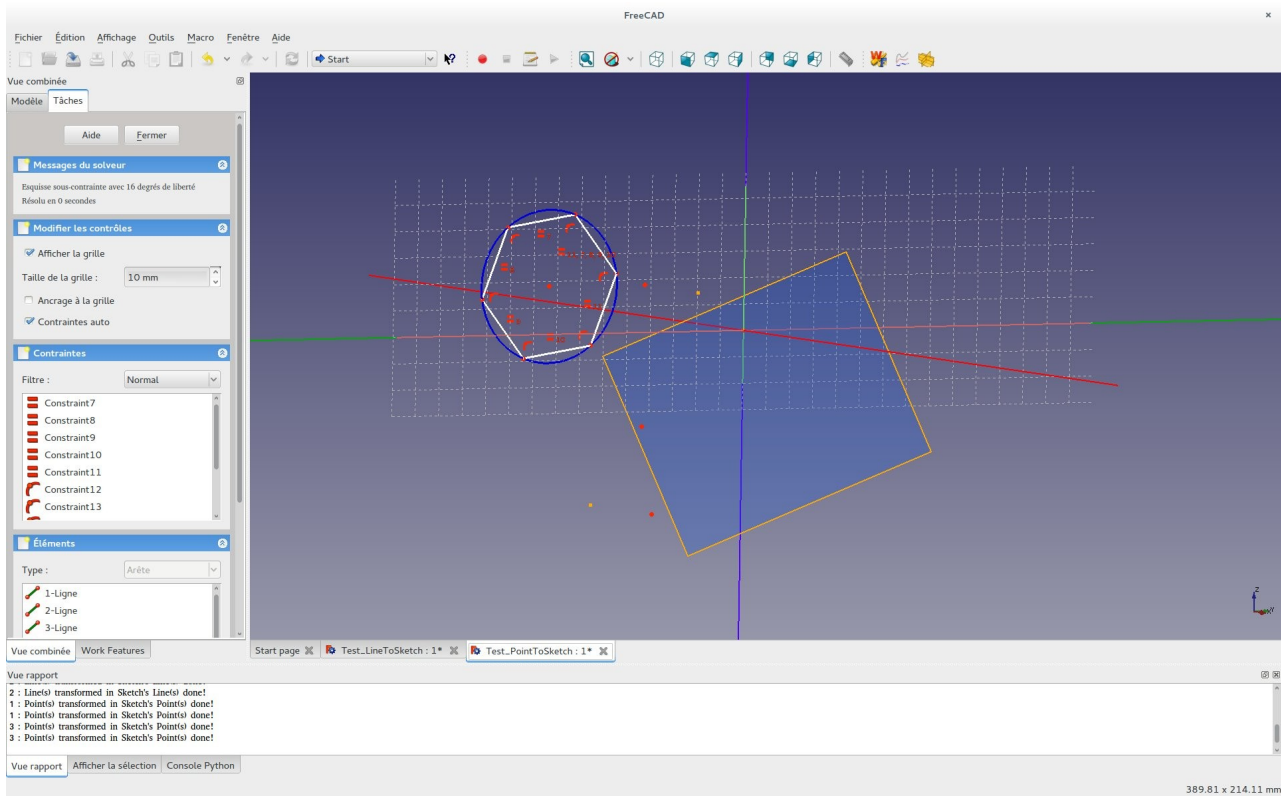 FreeCAD
Fichier Édition Affichage Outils Macro Fenêtre Aide
Start
Vue combinée
Modèle Tâches
Aide Fermer
Messages du solveur
Esquisse sous-contrainte avec 16 degrés de liberté
Résolu en 0 secondes
Modifier les contrôles
Afficher la grille
Taille de la grille : 10 mm
Ancrage à la grille
Contraintes auto
Contraintes
Filtre : Normal
Constraint7
Constraint8
Constraint9
Constraint10
Constraint11
Constraint12
Constraint13
Éléments
Type : Arête
1-Ligne
2-Ligne
3-Ligne
Vue combinée Work Features
Start page Test_LineToSketch : 1* Test_PointToSketch : 1*
Vue rapport
2 : Line(s) transformed in Sketch's Line(s) done!
1 : Point(s) transformed in Sketch's Point(s) done!
1 : Point(s) transformed in Sketch's Point(s) done!
3 : Point(s) transformed in Sketch's Point(s) done!
3 : Point(s) transformed in Sketch's Point(s) done!
Vue rapport Afficher la sélection Console Python
389.81 x 214.11 mm